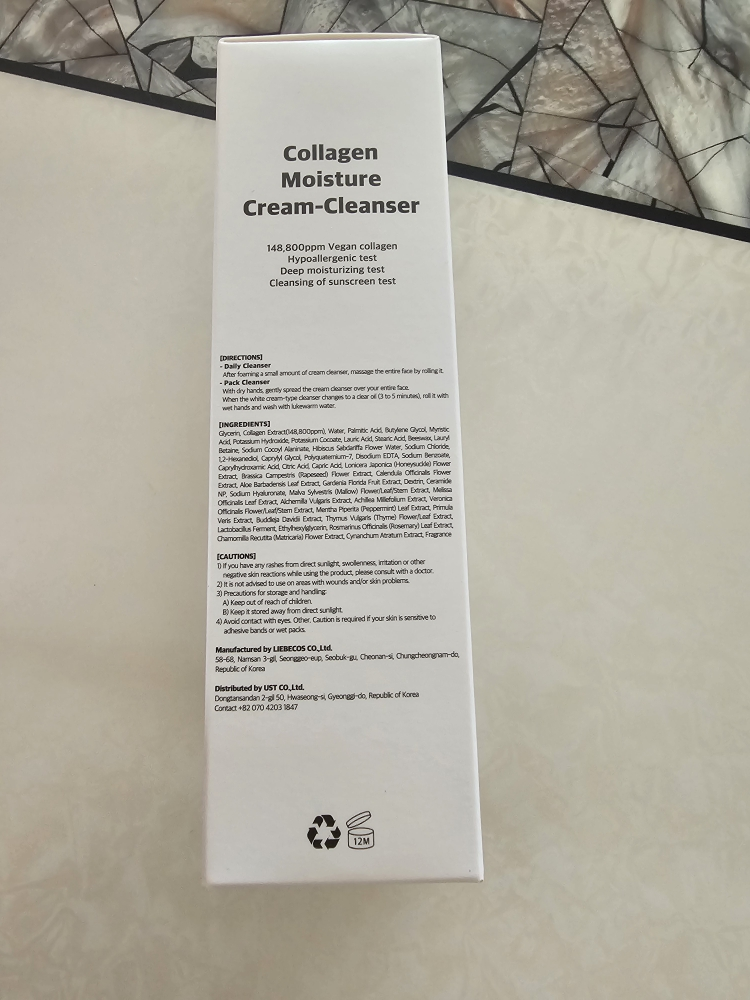 Collagen
Moisture
Cream-Cleanser
148,800ppm Vegan collagen
Hypoallergenic test
Deep moisturizing test
Cleansing of sunscreen test
[DIRECTIONS]
- Daily Cleanser
After foaming a small amount of cream cleanser, massage the entire face by rolling it.
- Pack Cleanser
With dry hands, gently spread the cream cleanser over your entire face.
When the white cream-type cleanser changes to a clear oil (3 to 5 minutes), roll it with
wet hands and wash with lukewarm water.
[INGREDIENTS]
Glycerin, Collagen Extract(148,800ppm), Water, Palmitic Acid, Butylene Glycol, Myristic
Acid, Potassium Hydroxide, Potassium Cocoate, Lauric Acid, Stearic Acid, Beeswax, Lauryl
Betaine, Sodium Cocoyl Alaninate, Hibiscus Sabdariffa Flower Water, Sodium Chloride,
1,2-Hexanediol, Caprylyl Glycol, Polyquaternium-7, Disodium EDTA, Sodium Benzoate,
Caprylhydroxamic Acid, Citric Acid, Capric Acid, Lonicera Japonica (Honeysuckle) Flower
Extract, Brassica Campestris (Rapeseed) Flower Extract, Calendula Officinalis Flower
Extract, Aloe Barbadensis Leaf Extract, Gardenia Florida Fruit Extract, Dextrin, Ceramide
NP, Sodium Hyaluronate, Malva Sylvestris (Mallow) Flower/Leaf/Stem Extract, Melissa
Officinalis Leaf Extract, Alchemilla Vulgaris Extract, Achillea Millefolium Extract, Veronica
Officinalis Flower/Leaf/Stem Extract, Mentha Piperita (Peppermint) Leaf Extract, Primula
Veris Extract, Buddleja Davidii Extract, Thymus Vulgaris (Thyme) Flower/Leaf Extract,
Lactobacillus Ferment, Ethylhexylglycerin, Rosmarinus Officinalis (Rosemary) Leaf Extract,
Chamomilla Recutita (Matricaria) Flower Extract, Cynanchum Atratum Extract, Fragrance
[CAUTIONS]
1) If you have any rashes from direct sunlight, swollenness, irritation or other
negative skin reactions while using the product, please consult with a doctor.
2) It is not advised to use on areas with wounds and/or skin problems.
3) Precautions for storage and handling:
A) Keep out of reach of children.
B) Keep it stored away from direct sunlight.
4) Avoid contact with eyes. Other. Caution is required if your skin is sensitive to
adhesive bands or wet packs.
Manufactured by LIEBECOS CO.,Ltd.
58-68, Namsan 3-gil, Seonggeo-eup, Seobuk-gu, Cheonan-si, Chungcheongnam-do,
Republic of Korea
Distributed by UST CO.,Ltd.
Dongtansandan 2-gil 50, Hwaseong-si, Gyeonggi-do, Republic of Korea
Contact +82 070 4203 1847
12M